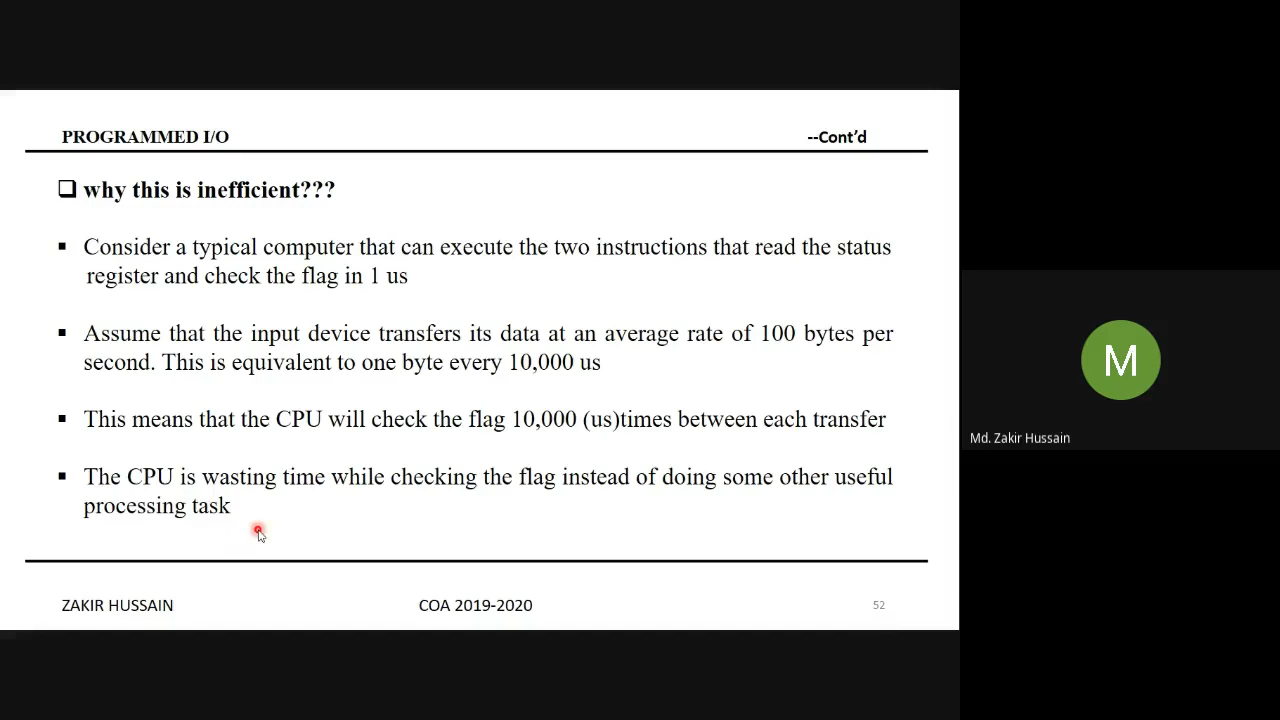 PROGRAMMED I/O --Cont'd
❑ why this is inefficient???
▪ Consider a typical computer that can execute the two instructions that read the status
register and check the flag in 1 us
▪ Assume that the input device transfers its data at an average rate of 100 bytes per
second. This is equivalent to one byte every 10,000 us
▪ This means that the CPU will check the flag 10,000 (us)times between each transfer
▪ The CPU is wasting time while checking the flag instead of doing some other useful
processing task
ZAKIR HUSSAIN COA 2019-2020 52
M
Md. Zakir Hussain